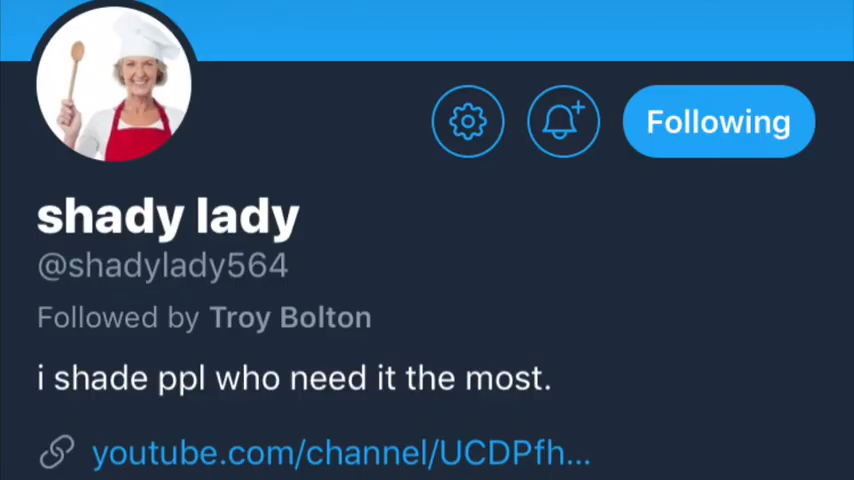 Following
shady lady
@shadylady564
Followed by Troy Bolton
i shade ppl who need it the most.
youtube.com/channel/UCDPfh...